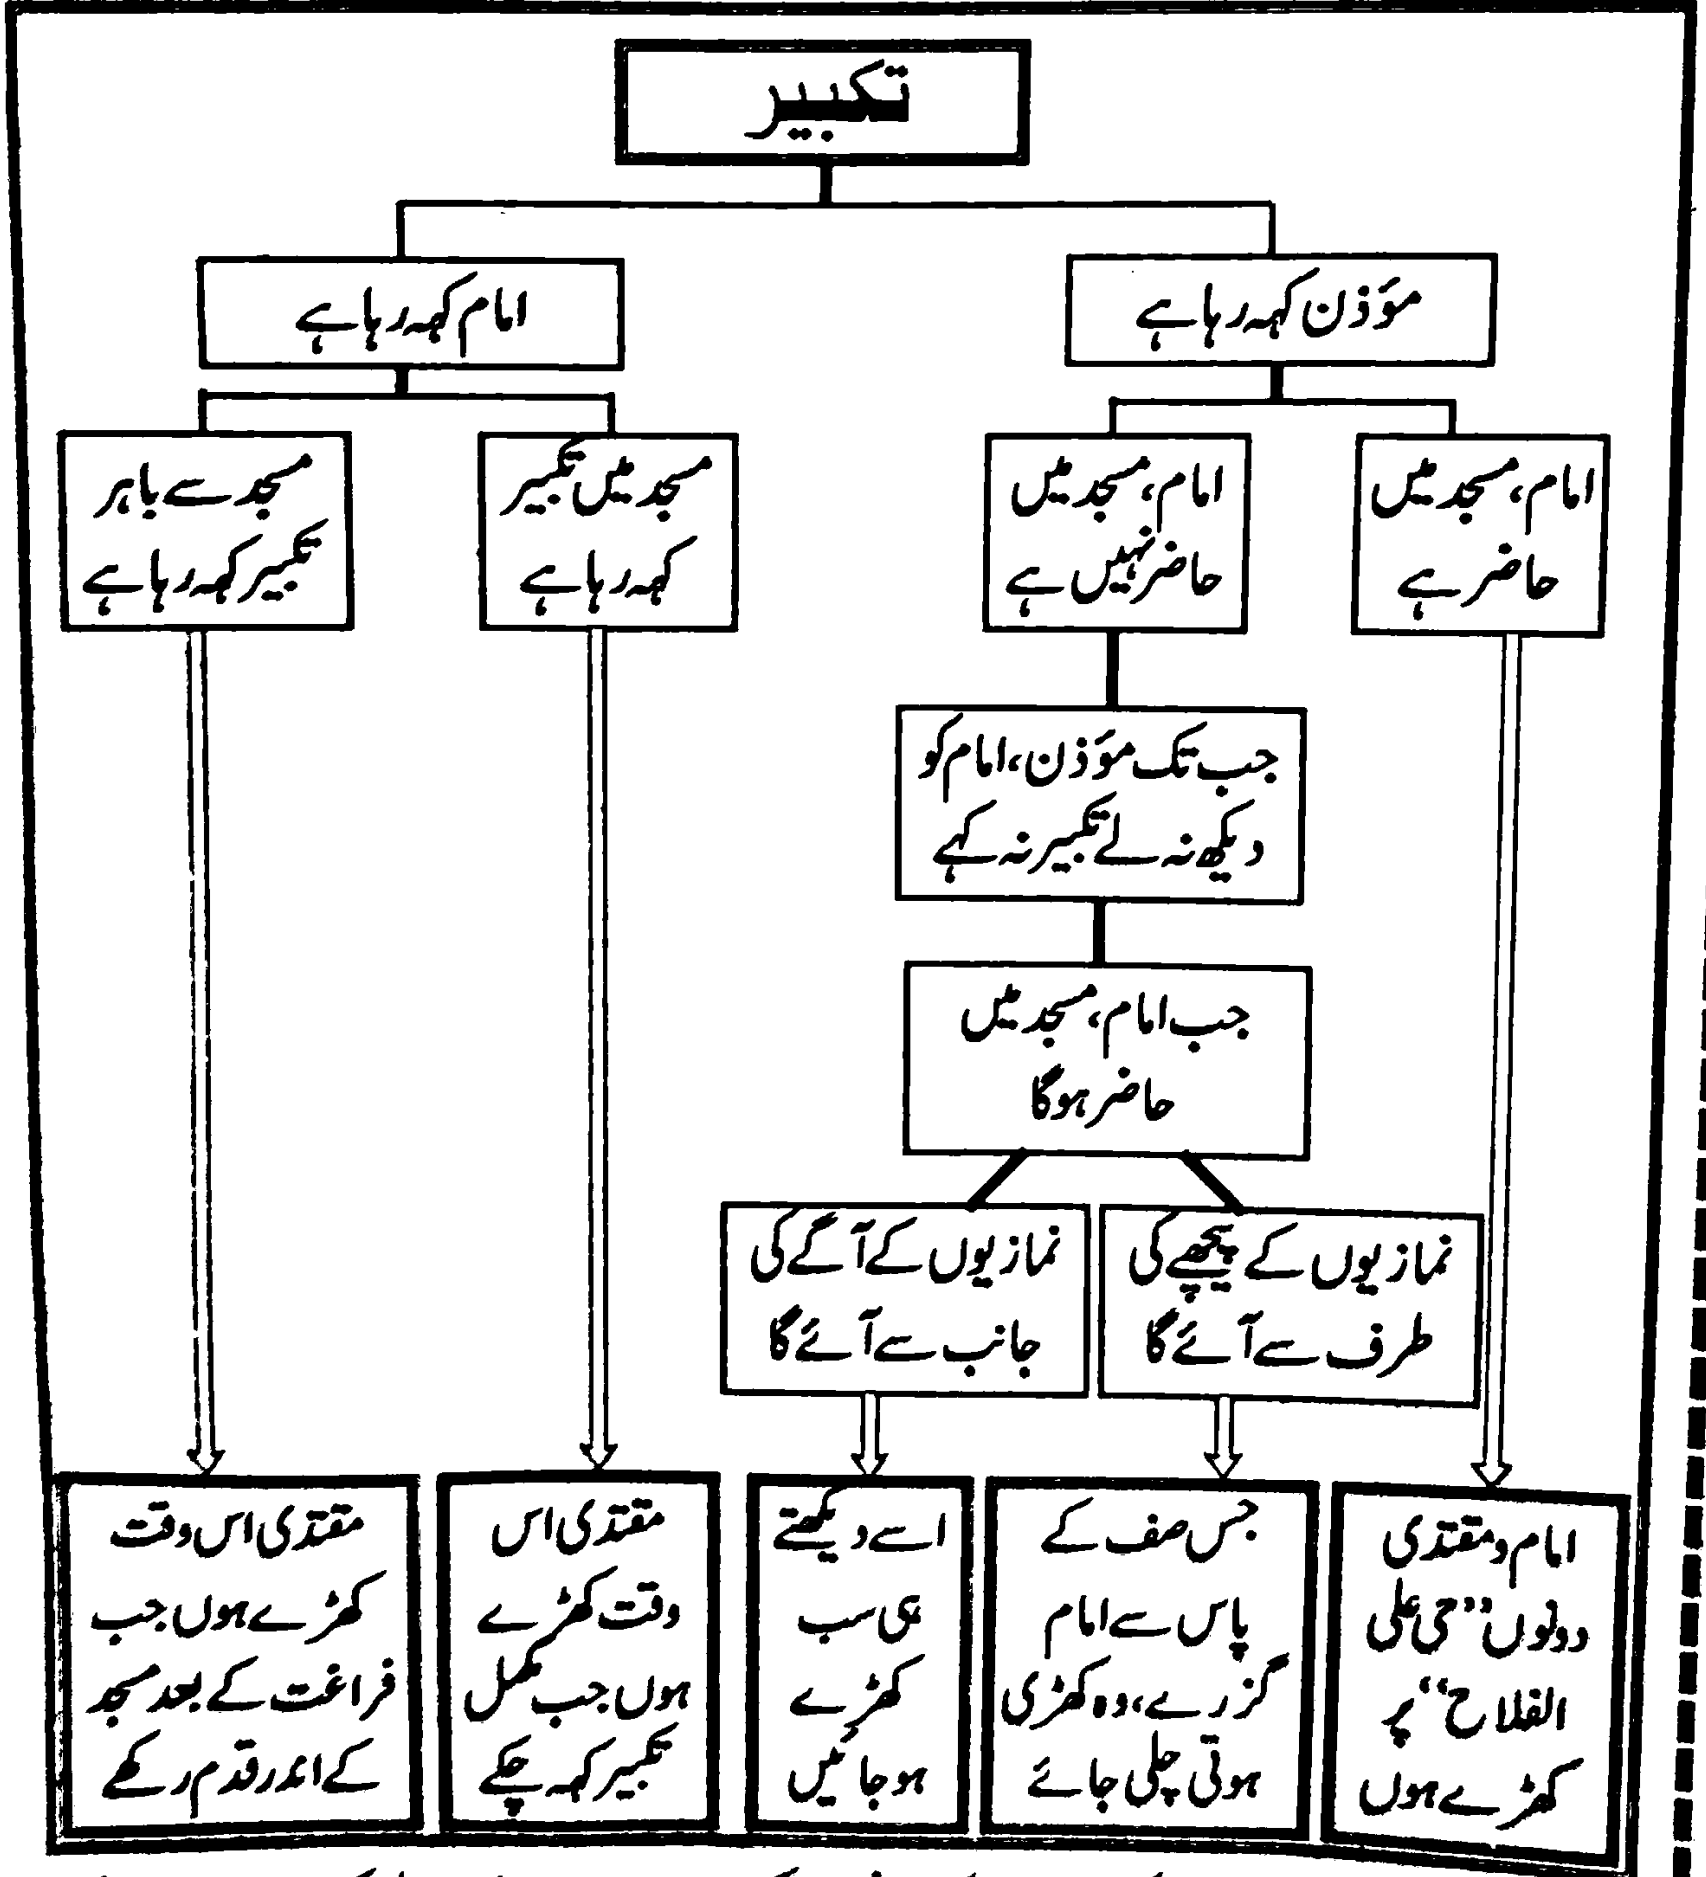 تکبیر
مؤذن کہہ رہا ہے
امام کہہ رہا ہے
امام، مسجد میں
حاضر ہے
امام، مسجد میں
حاضر نہیں ہے
مسجد میں تکبیر
کہہ رہا ہے
مسجد سے باہر
تکبیر کہہ رہا ہے
جب تک مؤذن، امام کو
دیکھ نہ لے تکبیر نہ کہے
جب امام، مسجد میں
حاضر ہوگا
نمازیوں کے پیچھے کی
طرف سے آئے گا
نمازیوں کے آگے کی
جانب سے آئے گا
امام و مقتدی
دونوں ”حی علی
الفلاح“ پر
کھڑے ہوں
جس صف کے
پاس سے امام
گزرے، وہ کھڑی
ہوتی چلی جائے
اسے دیکھتے
ہی سب
کھڑے
ہو جائیں
مقتدی اس
وقت کھڑے
ہوں جب مکمل
تکبیر کہہ چکے
مقتدی اس وقت
کھڑے ہوں جب
فراغت کے بعد مسجد
کے اندر قدم رکھے